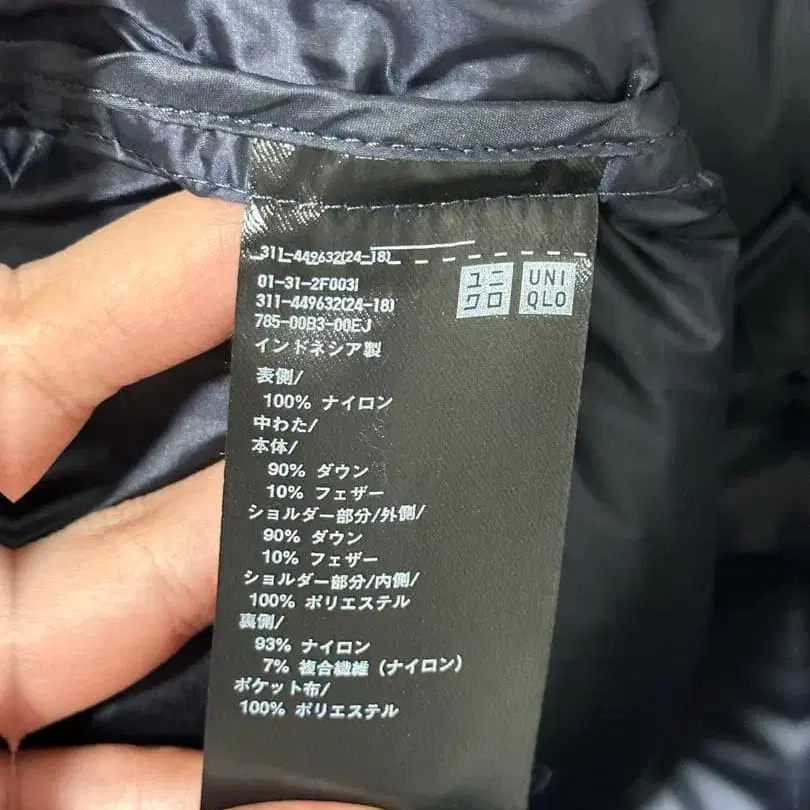 311-449632(24-18)
ユニ
クロ
UNI
QLO
01-31-2F003I
311-449632(24-18)
785-00B3-00EJ
インドネシア製
表側/
100% ナイロン
中わた/
本体/
90% ダウン
10% フェザー
ショルダー部分/外側/
90% ダウン
10% フェザー
ショルダー部分/内側/
100% ポリエステル
裏側/
93% ナイロン
7% 複合繊維 (ナイロン)
ポケット布/
100% ポリエステル